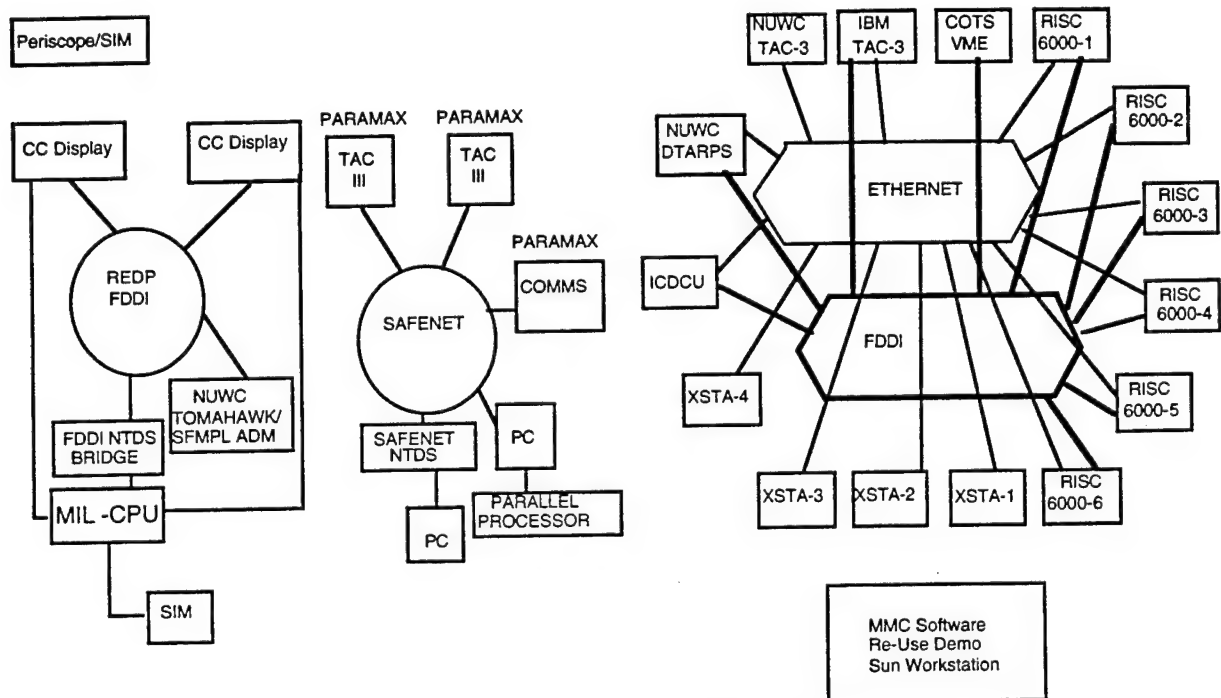 Periscope/SIM
CC Display
CC Display
REDP
FDDI
NUWC
TOMAHAWK/
SFMPL ADM
FDDI NTDS
BRIDGE
MIL -CPU
SIM
PARAMAX
TAC
III
PARAMAX
TAC
III
PARAMAX
COMMS
SAFENET
SAFENET
NTDS
PC
PC
PARALLEL
PROCESSOR
NUWC
TAC-3
IBM
TAC-3
COTS
VME
RISC
6000-1
RISC
6000-2
NUWC
DTARPS
ETHERNET
RISC
6000-3
ICDCU
RISC
6000-4
FDDI
XSTA-4
RISC
6000-5
XSTA-3
XSTA-2
XSTA-1
RISC
6000-6
MMC Software
Re-Use Demo
Sun Workstation